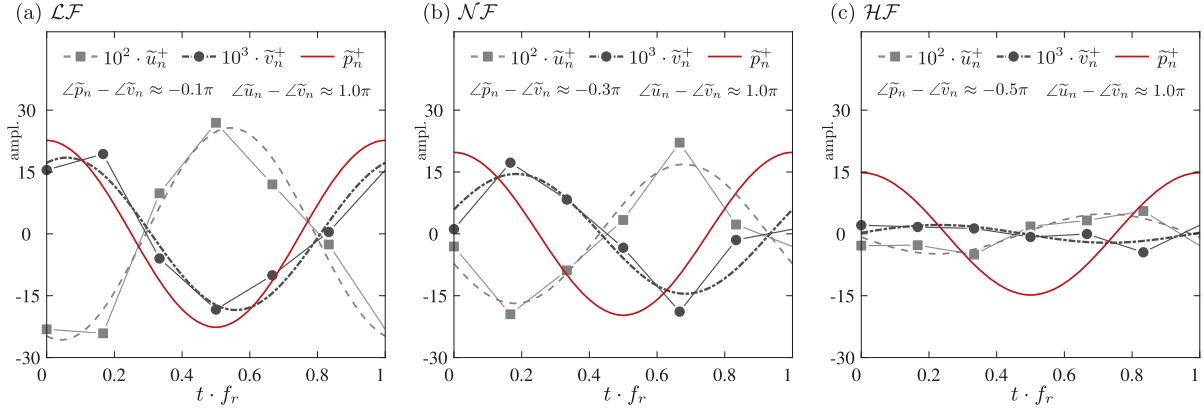 (a) ℒℱ
10² · ũₙ⁺ 10³ · ṽₙ⁺ p̃ₙ⁺
∠p̃ₙ − ∠ṽₙ ≈ −0.1π ∠ũₙ − ∠ṽₙ ≈ 1.0π
ampl.
30
15
0
-15
-30
0 0.2 0.4 0.6 0.8 1
t · fᵣ
(b) 𝒩ℱ
10² · ũₙ⁺ 10³ · ṽₙ⁺ p̃ₙ⁺
∠p̃ₙ − ∠ṽₙ ≈ −0.3π ∠ũₙ − ∠ṽₙ ≈ 1.0π
ampl.
30
15
0
-15
-30
0 0.2 0.4 0.6 0.8 1
t · fᵣ
(c) ℋℱ
10² · ũₙ⁺ 10³ · ṽₙ⁺ p̃ₙ⁺
∠p̃ₙ − ∠ṽₙ ≈ −0.5π ∠ũₙ − ∠ṽₙ ≈ 1.0π
ampl.
30
15
0
-15
-30
0 0.2 0.4 0.6 0.8 1
t · fᵣ